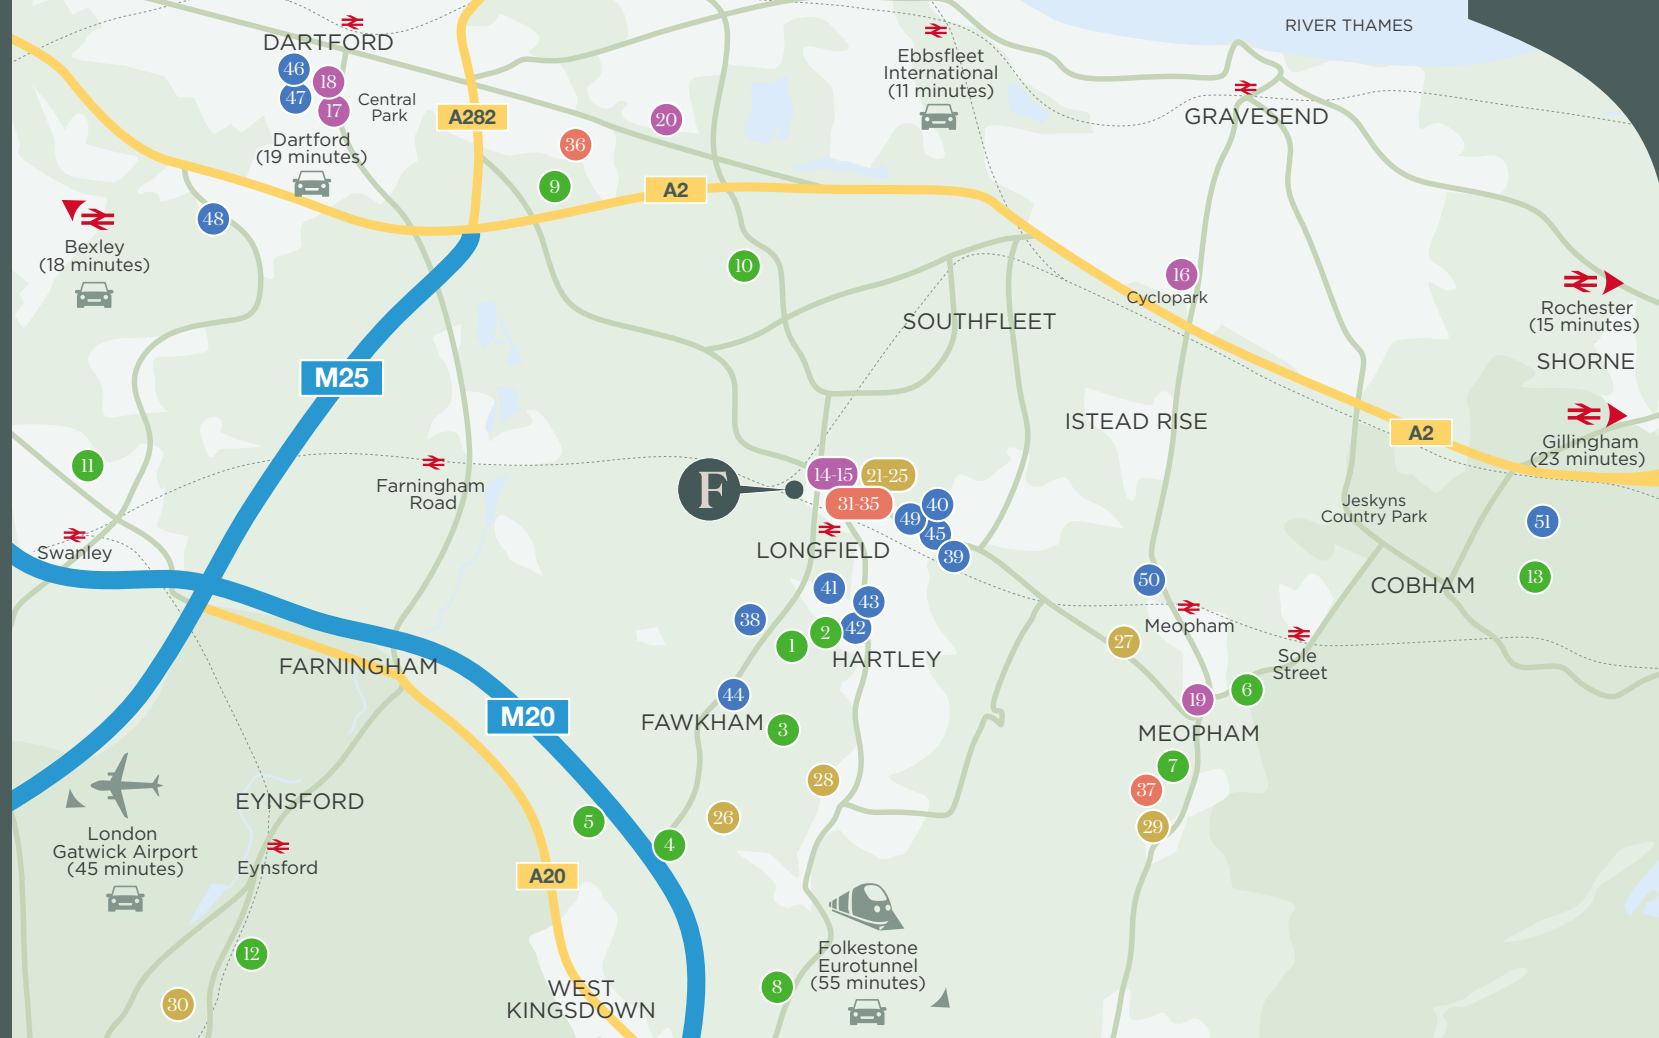 RIVER THAMES
DARTFORD
46
18
47
17
Central
Park
Dartford
(19 minutes)
A282
36
20
9
A2
Ebbsfleet
International
(11 minutes)
GRAVESEND
48
Bexley
(18 minutes)
10
16
Cyclopark
Rochester
(15 minutes)
SHORNE
SOUTHFLEET
M25
ISTEAD RISE
A2
Gillingham
(23 minutes)
11
Farningham
Road
F
14-15
21-25
31-35
40
49
45
39
LONGFIELD
Jeskyns
Country Park
51
Swanley
13
COBHAM
50
Meopham
41
43
38
2
42
1
HARTLEY
27
Sole
Street
FARNINGHAM
44
19
6
M20
FAWKHAM
3
MEOPHAM
7
28
37
EYNSFORD
26
29
5
London
Gatwick Airport
(45 minutes)
4
Eynsford
A20
12
Folkestone
Eurotunnel
(55 minutes)
8
WEST
KINGSDOWN
30